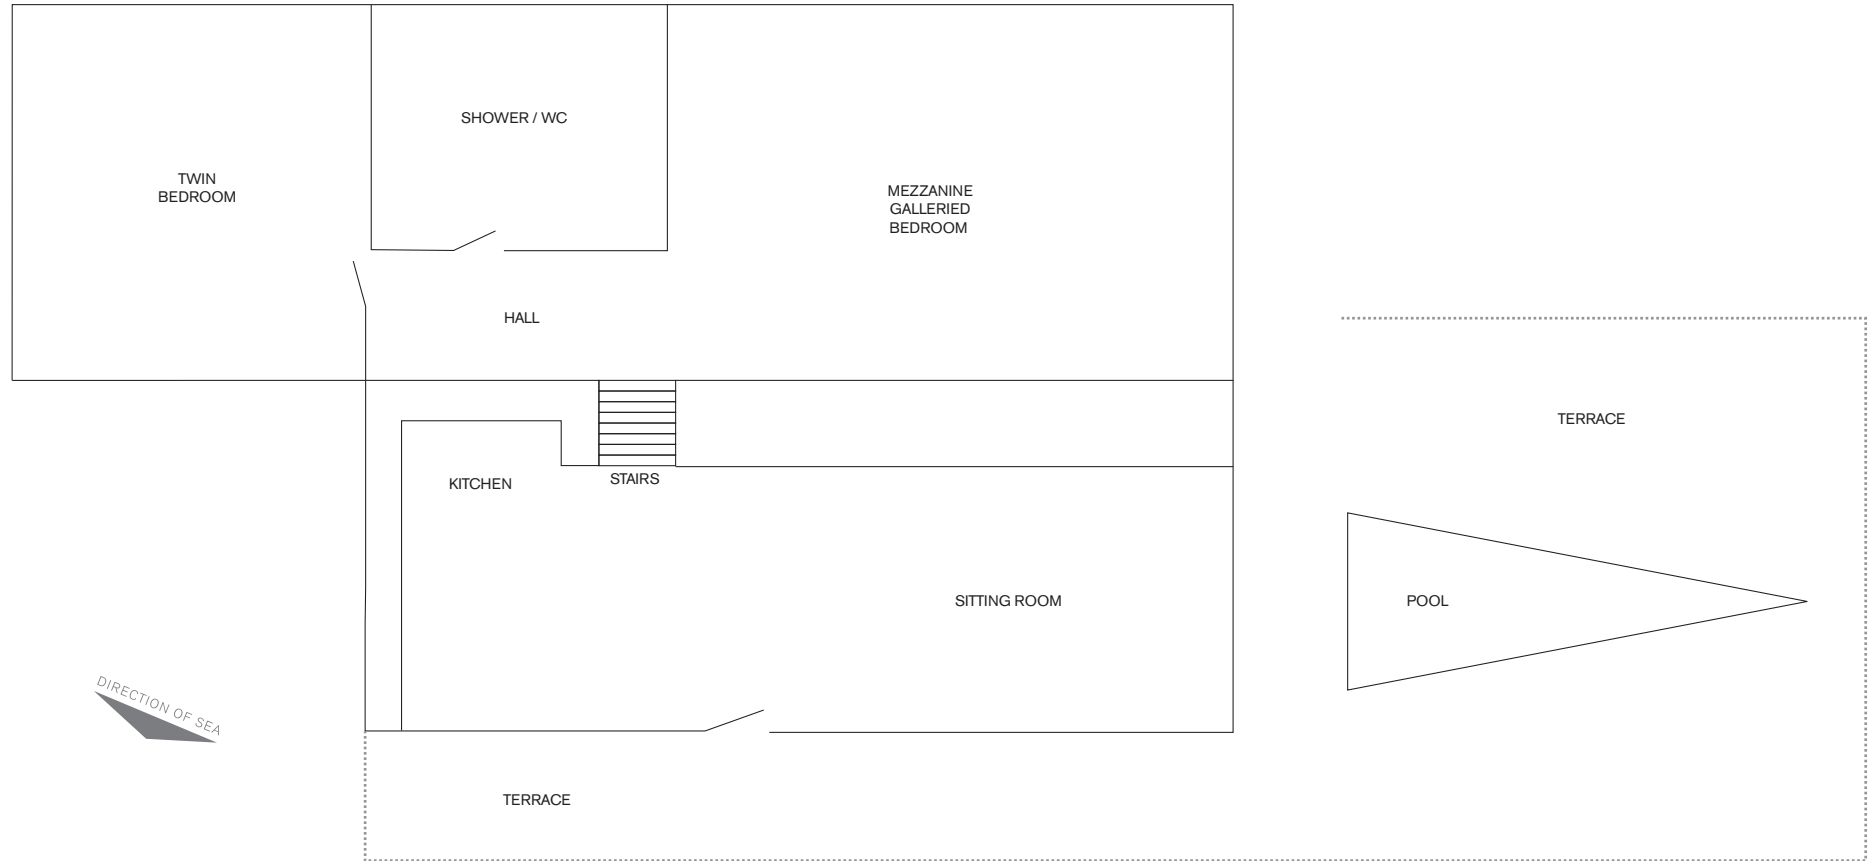 SHOWER / WC
TWIN
BEDROOM
MEZZANINE
GALLERIED
BEDROOM
HALL
TERRACE
KITCHEN
STAIRS
SITTING ROOM
POOL
DIRECTION OF SEA
TERRACE